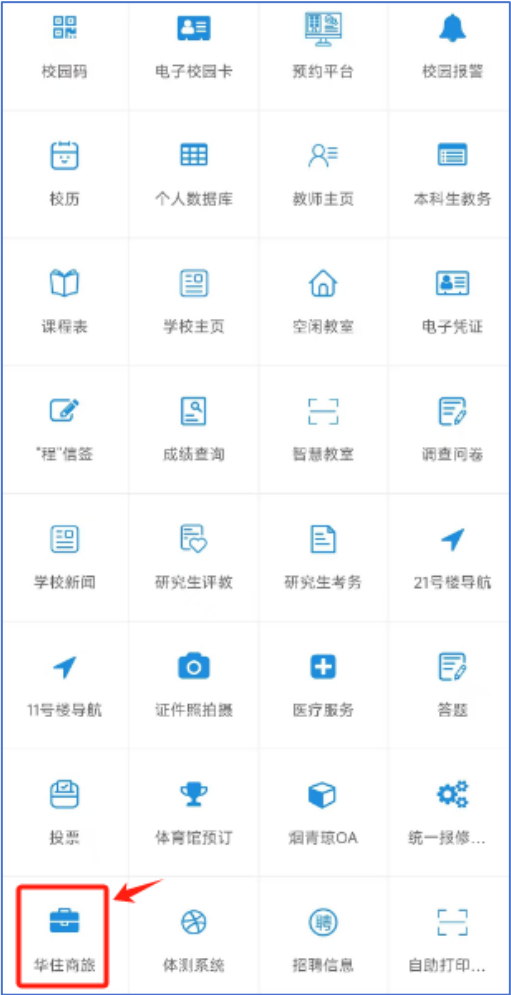 校园码
电子校园卡
预约平台
校园报警
校历
个人数据库
教师主页
本科生教务
课程表
学校主页
空闲教室
电子凭证
"程"信签
成绩查询
智慧教室
调查问卷
学校新闻
研究生评教
研究生考务
21号楼导航
11号楼导航
证件照拍摄
医疗服务
答题
投票
体育馆预订
烟青琼OA
统一报修...
华住商旅
体测系统
聘
招聘信息
自助打印...